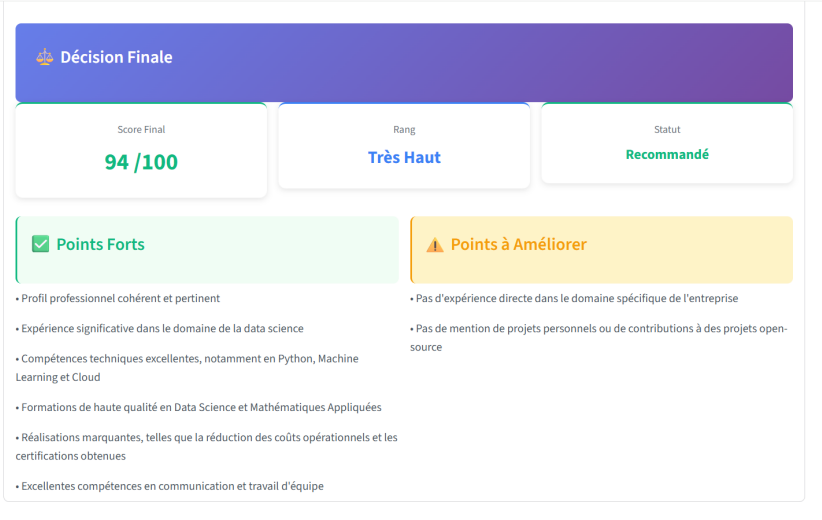 Décision Finale
Score Final
94 /100
Rang
Très Haut
Statut
Recommandé
Points Forts
• Profil professionnel cohérent et pertinent
• Expérience significative dans le domaine de la data science
• Compétences techniques excellentes, notamment en Python, Machine
Learning et Cloud
• Formations de haute qualité en Data Science et Mathématiques Appliquées
• Réalisations marquantes, telles que la réduction des coûts opérationnels et les
certifications obtenues
• Excellentes compétences en communication et travail d'équipe
Points à Améliorer
• Pas d'expérience directe dans le domaine spécifique de l'entreprise
• Pas de mention de projets personnels ou de contributions à des projets open-
source